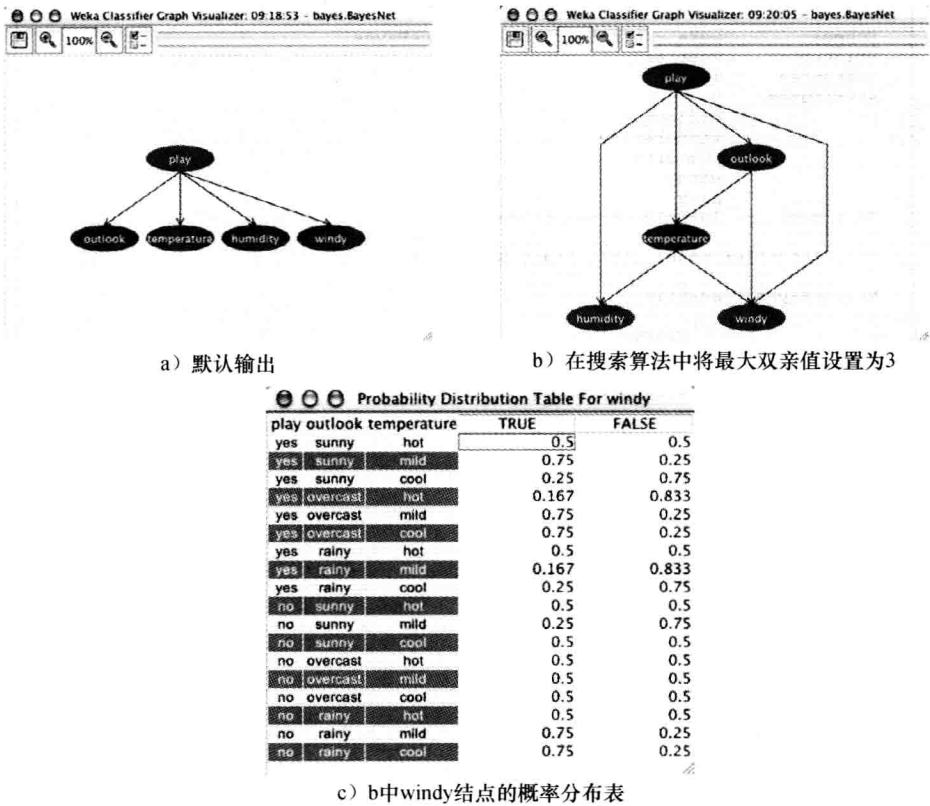 Weka Classifier Graph Visualizer: 09:18:53 - bayes.BayesNet
100%
play
outlook temperature humidity windy
a）默认输出
Weka Classifier Graph Visualizer: 09:20:05 - bayes.BayesNet
100%
play
outlook
temperature
humidity windy
b）在搜索算法中将最大双亲值设置为3
Probability Distribution Table For windy
play outlook temperature TRUE FALSE
yes sunny hot 0.5 0.5
yes sunny mild 0.75 0.25
yes sunny cool 0.25 0.75
yes overcast hot 0.167 0.833
yes overcast mild 0.75 0.25
yes overcast cool 0.75 0.25
yes rainy hot 0.5 0.5
yes rainy mild 0.167 0.833
yes rainy cool 0.25 0.75
no sunny hot 0.5 0.5
no sunny mild 0.25 0.75
no sunny cool 0.5 0.5
no overcast hot 0.5 0.5
no overcast mild 0.5 0.5
no overcast cool 0.5 0.5
no rainy hot 0.5 0.5
no rainy mild 0.75 0.25
no rainy cool 0.75 0.25
c）b中windy结点的概率分布表